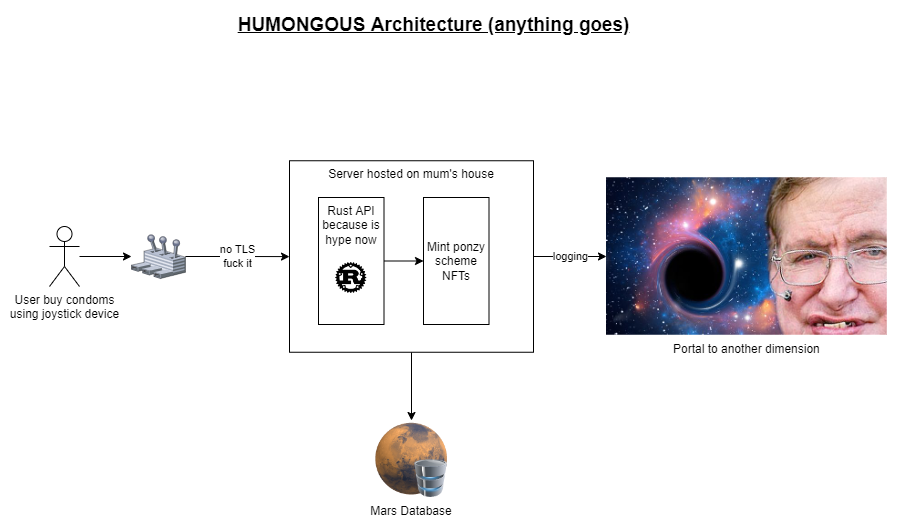 HUMONGOUS Architecture (anything goes)
Server hosted on mum's house
Rust API
because is
hype now
R
Mint ponzy
scheme
NFTs
no TLS
fuck it
logging
User buy condoms
using joystick device
Portal to another dimension
Mars Database